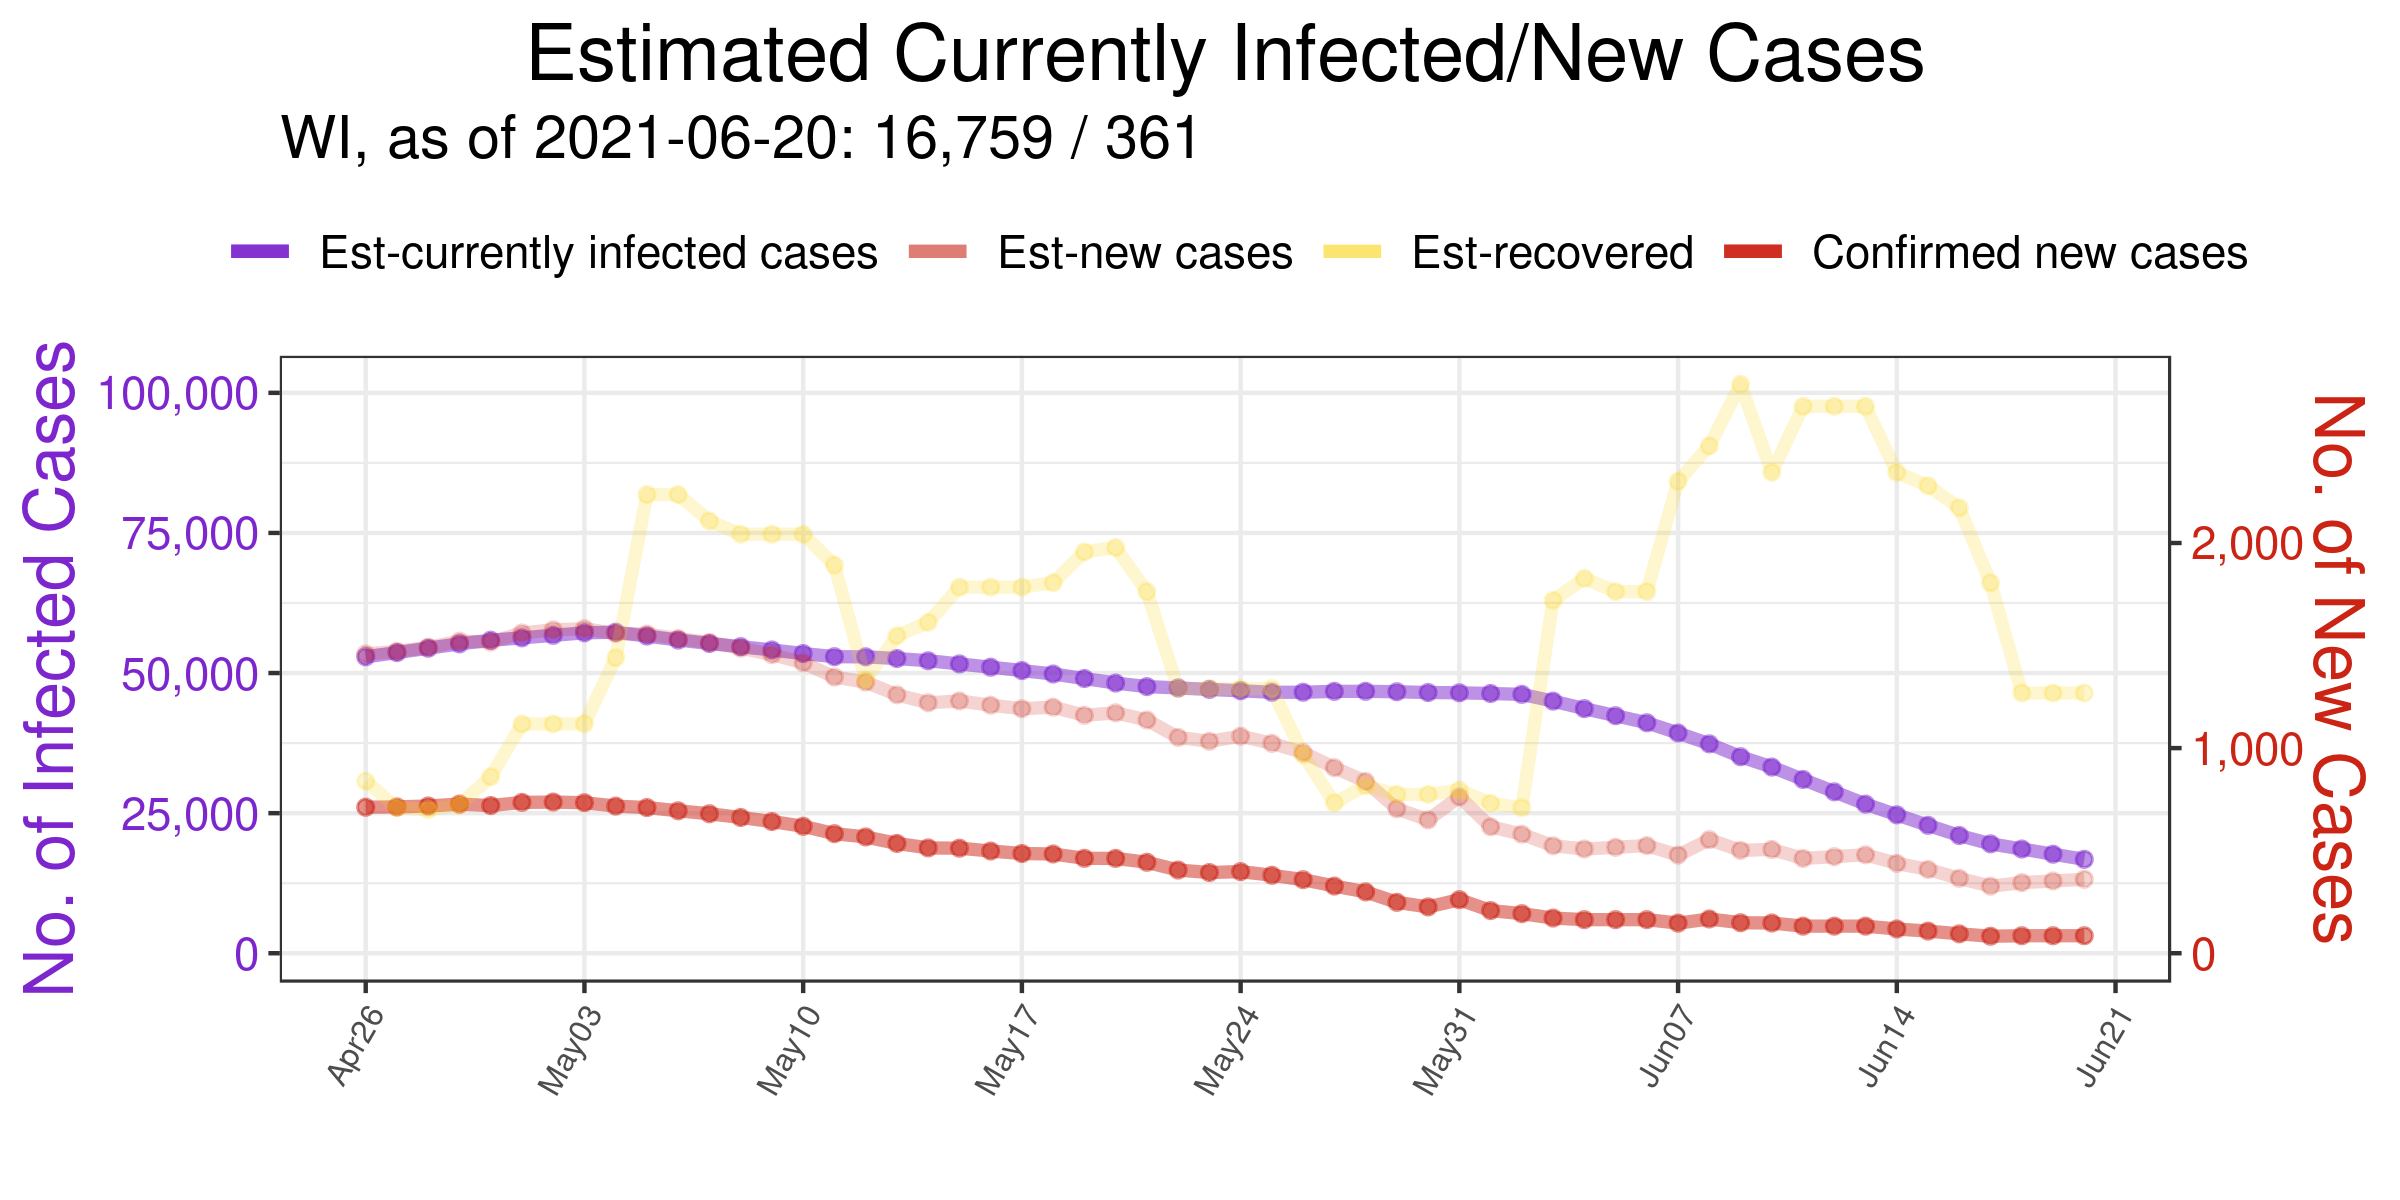 Estimated Currently Infected/New Cases
WI, as of 2021-06-20: 16,759 / 361
Est-currently infected cases Est-new cases Est-recovered Confirmed new cases
No. of Infected Cases
100,000
75,000
50,000
25,000
0
2,000
1,000
0
No. of New Cases
Apr26 May03 May10 May17 May24 May31 Jun07 Jun14 Jun21